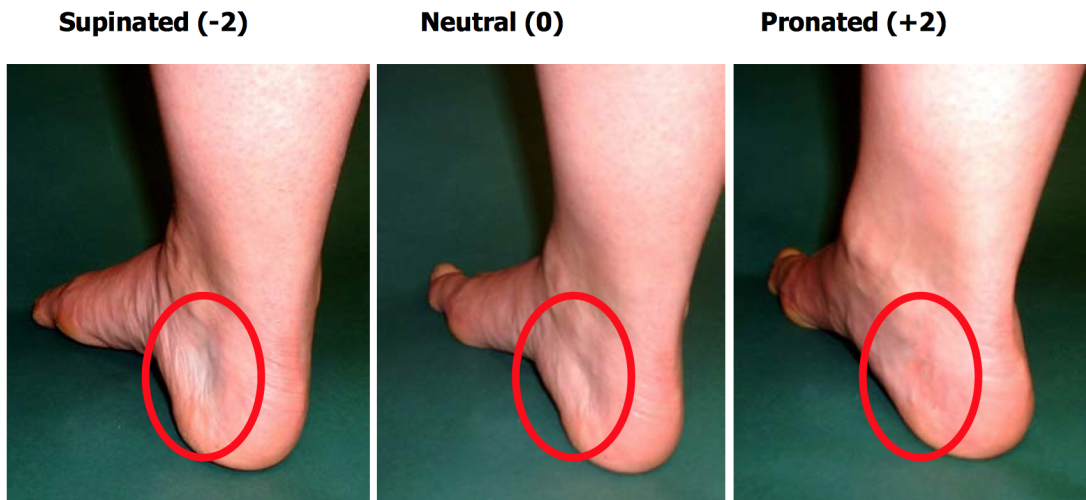 Supinated (-2)
Neutral (0)
Pronated (+2)